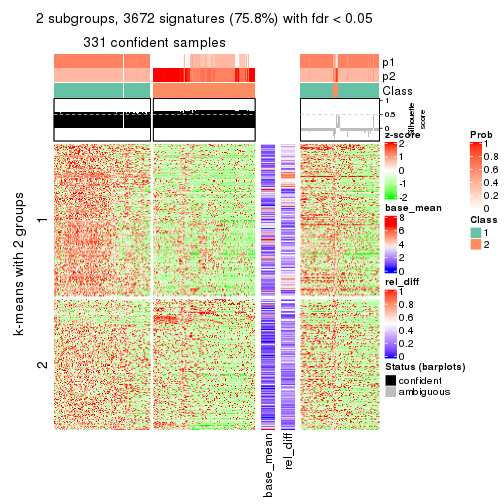 2 subgroups, 3672 signatures (75.8%) with fdr < 0.05
331 confident samples
p1
p2
Class
1
0.5
0
Silhouette
score
k-means with 2 groups
1
2
base_mean
rel_diff
z-score
2
1
0
-1
-2
base_mean
8
6
4
2
0
rel_diff
1
0.8
0.6
0.4
0.2
0
Status (barplots)
confident
ambiguous
Prob
1
0.8
0.6
0.4
0.2
0
Class
1
2